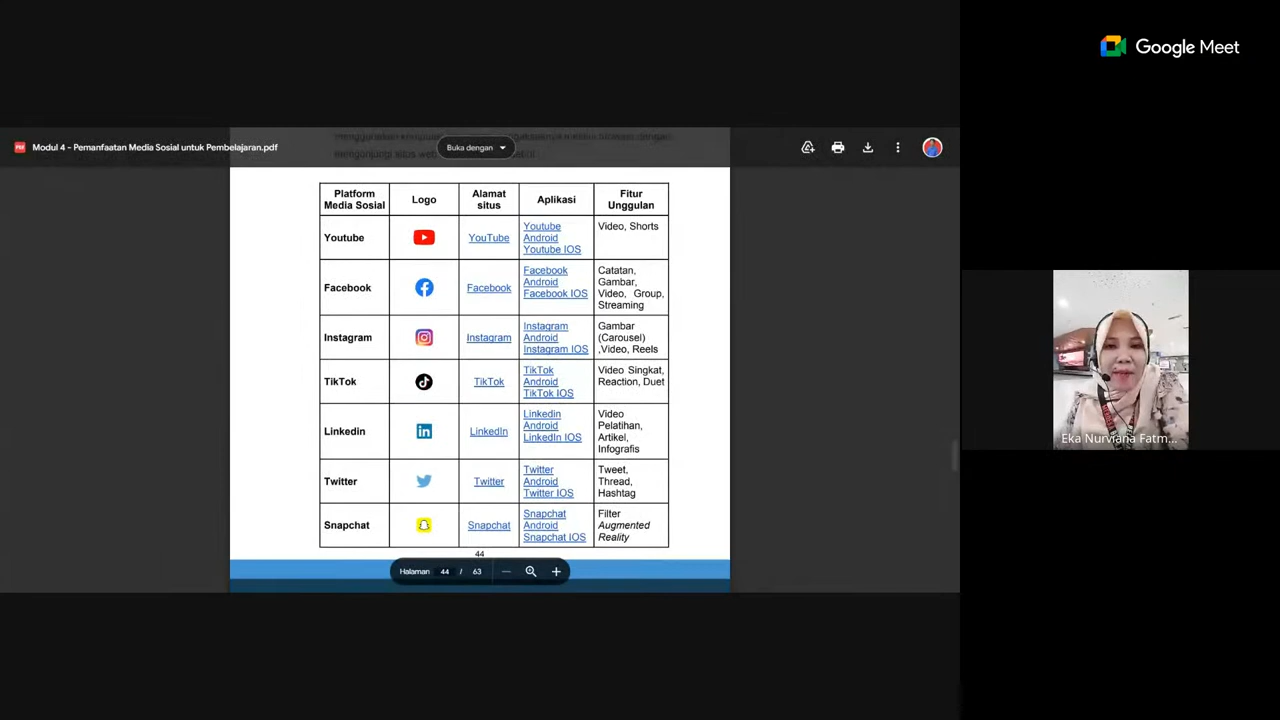 Google Meet
Modul 4 - Pemanfaatan Media Sosial untuk Pembelajaran.pdf
Buka dengan
Platform Media Sosial
Logo
Alamat situs
Aplikasi
Fitur Unggulan
Youtube
YouTube
Youtube Android
Youtube IOS
Video, Shorts
Facebook
Facebook
Facebook Android
Facebook IOS
Catatan, Gambar, Video, Group, Streaming
Instagram
Instagram
Instagram Android
Instagram IOS
Gambar (Carousel) ,Video, Reels
TikTok
TikTok
TikTok Android
TikTok IOS
Video Singkat, Reaction, Duet
Linkedin
LinkedIn
Linkedin Android
LinkedIn IOS
Video Pelatihan, Artikel, Infografis
Twitter
Twitter
Twitter Android
Twitter IOS
Tweet, Thread, Hashtag
Snapchat
Snapchat
Snapchat Android
Snapchat IOS
Filter Augmented Reality
44
Halaman 44 / 63
Eka Nurviana Fatm...